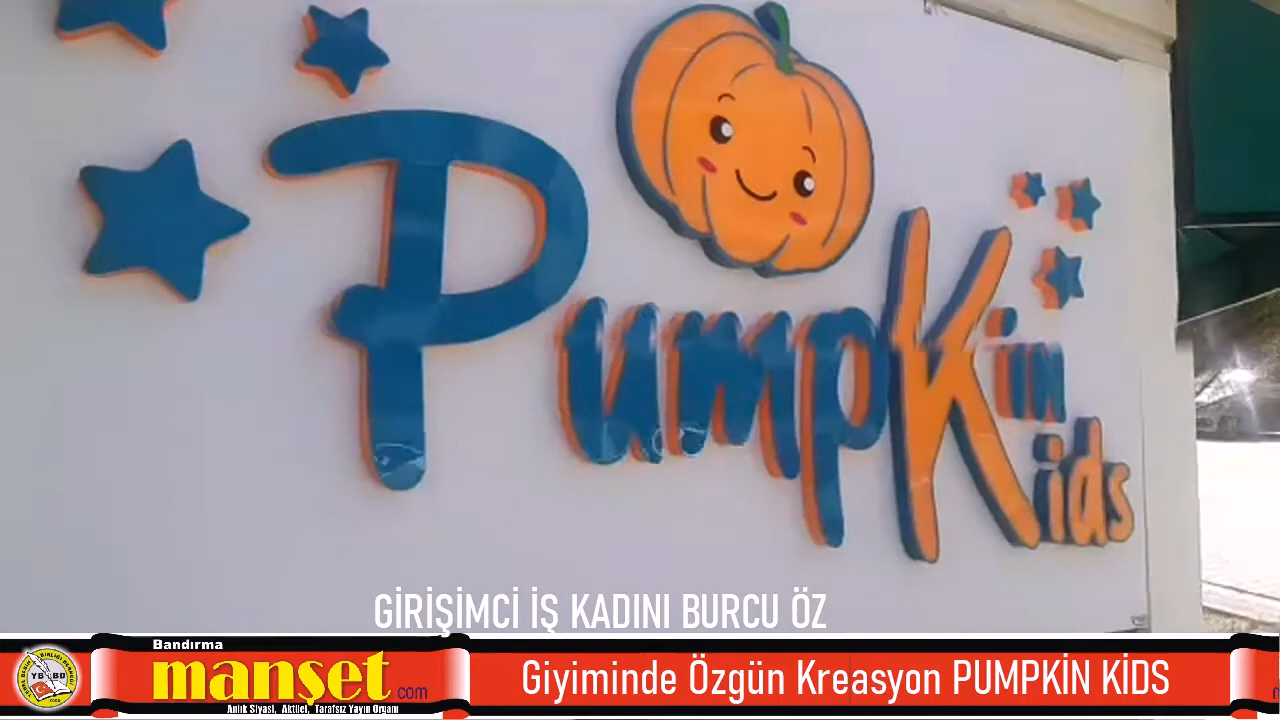 PumpKin
Kids
GİRİŞİMCİ İŞ KADINI BURCU ÖZ
Bandırma
manşet.com
Anlık Siyasi, Aktüel, Tarafsız Yayın Organı
YBBD
Giyiminde Özgün Kreasyon PUMPKİN KİDS